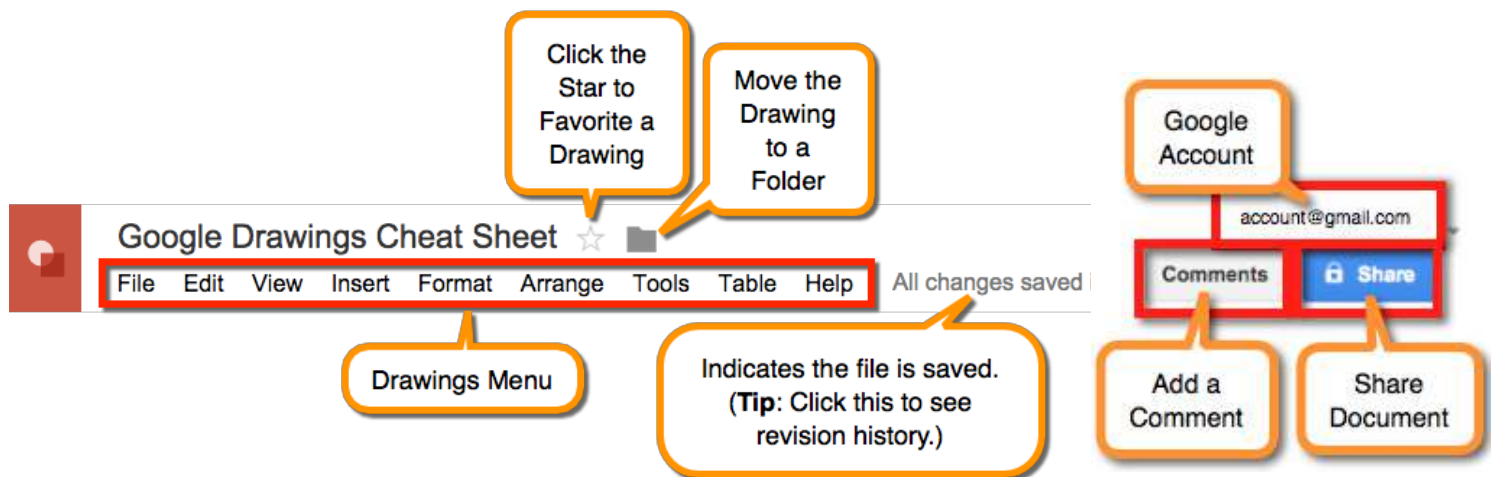 Click the
Star to
Favorite a
Drawing
Move the
Drawing
to a
Folder
Google
Account
account@gmail.com
Google Drawings Cheat Sheet
File Edit View Insert Format Arrange Tools Table Help
All changes saved
Comments
Share
Drawings Menu
Indicates the file is saved.
(Tip: Click this to see
revision history.)
Add a
Comment
Share
Document